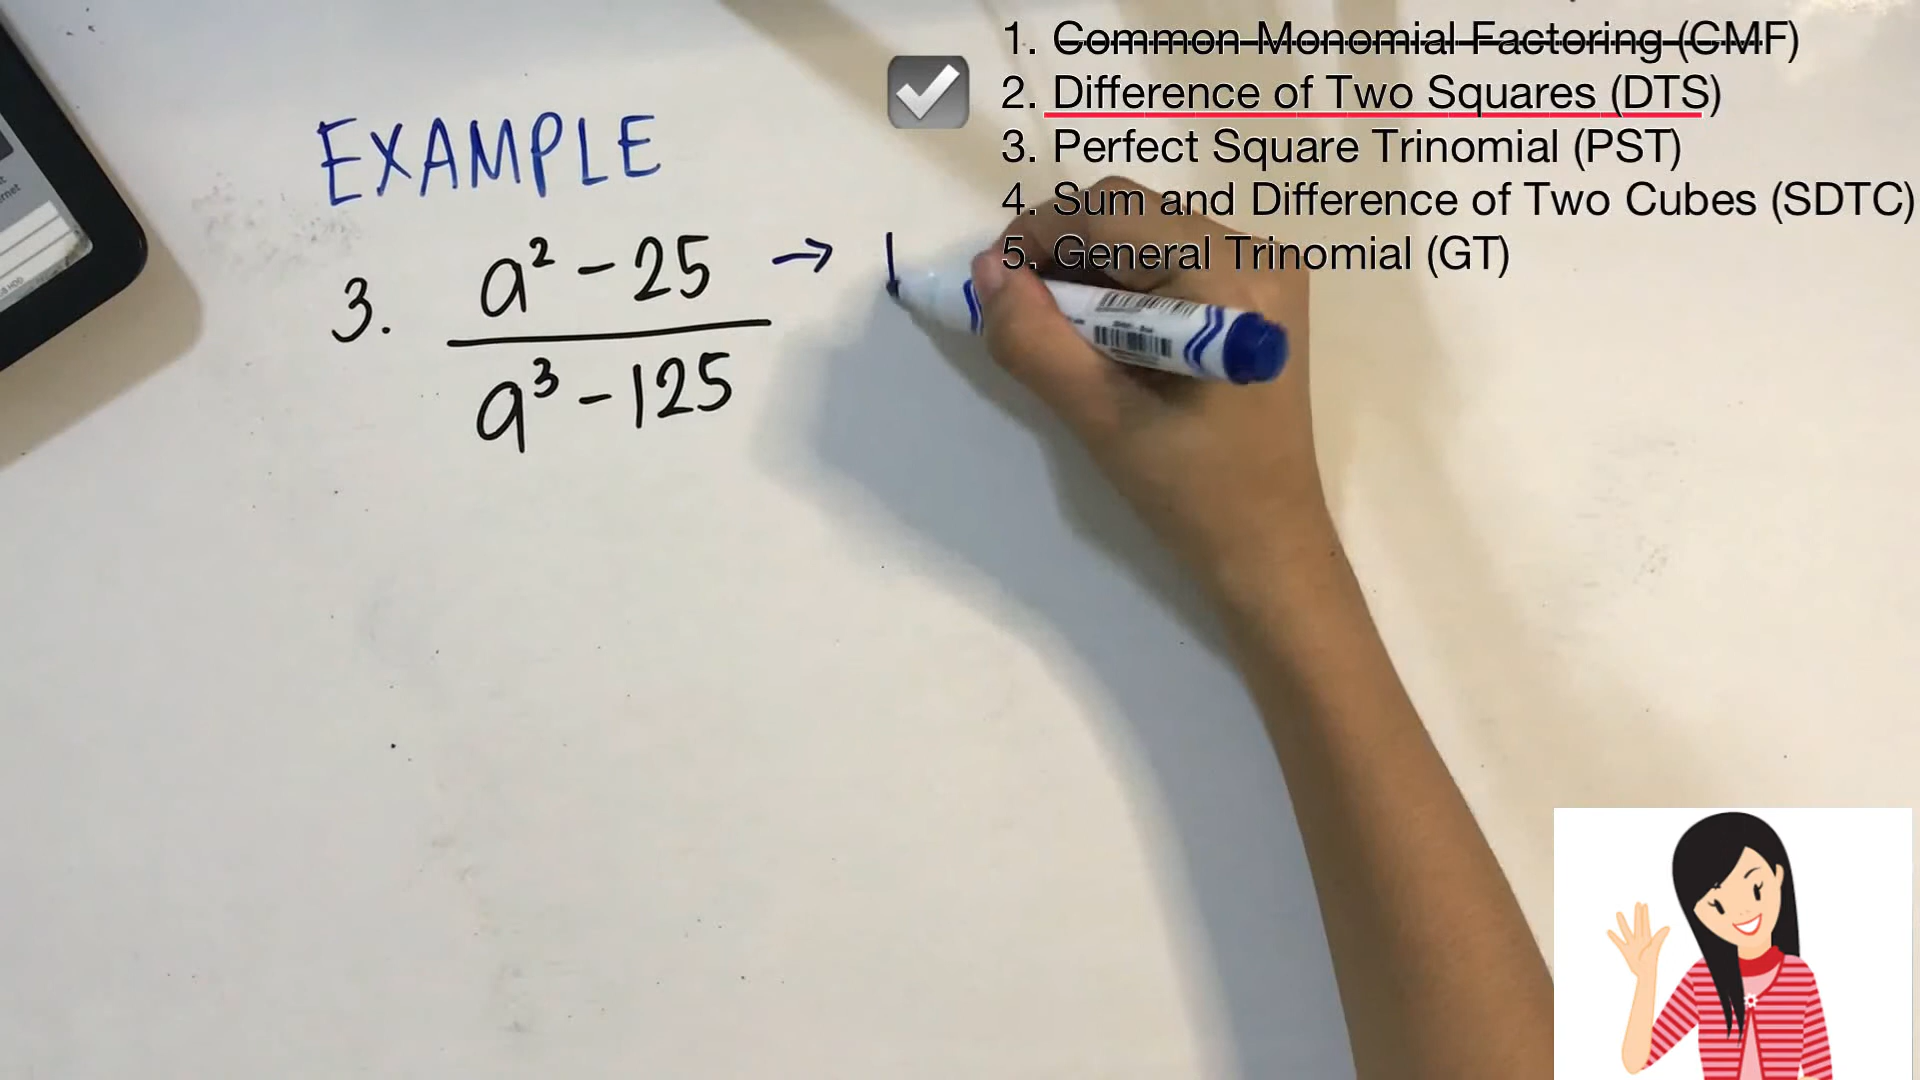 1. Common Monomial Factoring (CMF)
2. Difference of Two Squares (DTS)
3. Perfect Square Trinomial (PST)
4. Sum and Difference of Two Cubes (SDTC)
5. General Trinomial (GT)
EXAMPLE
3. a² - 25 →
a³ - 125